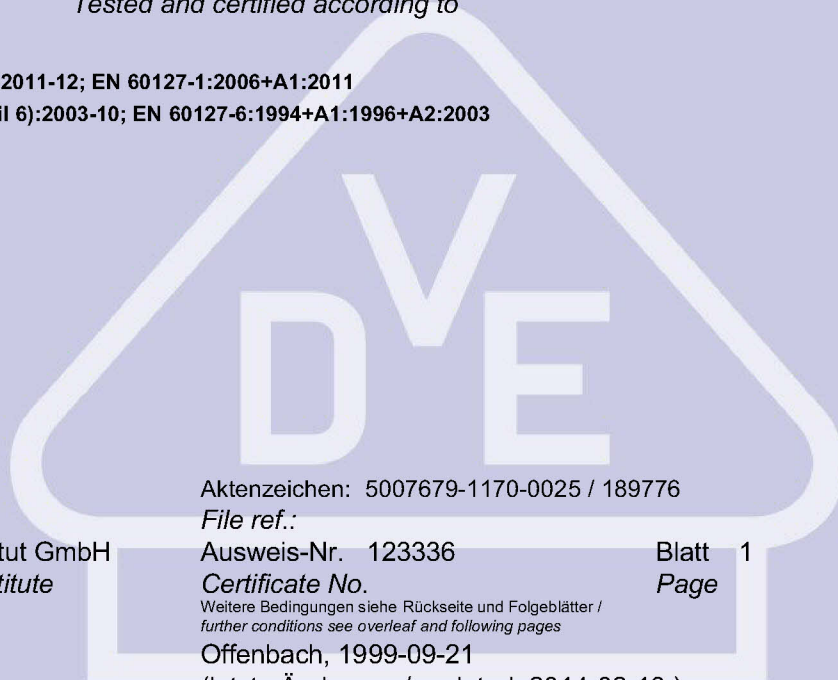 Tested and certified according to
2011-12; EN 60127-1:2006+A1:2011
il 6):2003-10; EN 60127-6:1994+A1:1996+A2:2003
VDE
Aktenzeichen: 5007679-1170-0025 / 189776
File ref.:
tut GmbH Ausweis-Nr. 123336 Blatt 1
titute Certificate No. Page
Weitere Bedingungen siehe Rückseite und Folgeblätter /
further conditions see overleaf and following pages
Offenbach, 1999-09-21